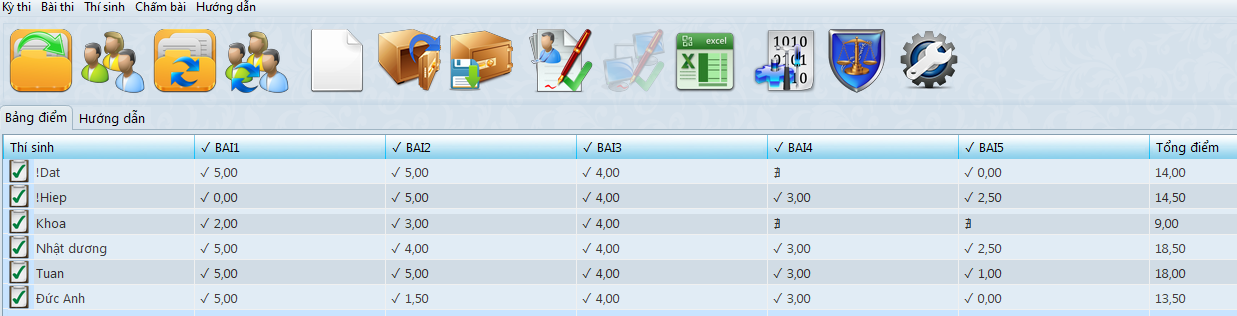 Kỳ thi Bài thi Thí sinh Chấm bài Hướng dẫn
1010
0101
10
excel
Bảng điểm Hướng dẫn
Thí sinh ✓ BAI1 ✓ BAI2 ✓ BAI3 ✓ BAI4 ✓ BAI5 Tổng điểm
!Dat ✓ 5,00 ✓ 5,00 ✓ 4,00 ∄ ✓ 0,00 14,00
!Hiep ✓ 0,00 ✓ 5,00 ✓ 4,00 ✓ 3,00 ✓ 2,50 14,50
Khoa ✓ 2,00 ✓ 3,00 ✓ 4,00 ∄ ∄ 9,00
Nhật dương ✓ 5,00 ✓ 4,00 ✓ 4,00 ✓ 3,00 ✓ 2,50 18,50
Tuan ✓ 5,00 ✓ 5,00 ✓ 4,00 ✓ 3,00 ✓ 1,00 18,00
Đức Anh ✓ 5,00 ✓ 1,50 ✓ 4,00 ✓ 3,00 ✓ 0,00 13,50